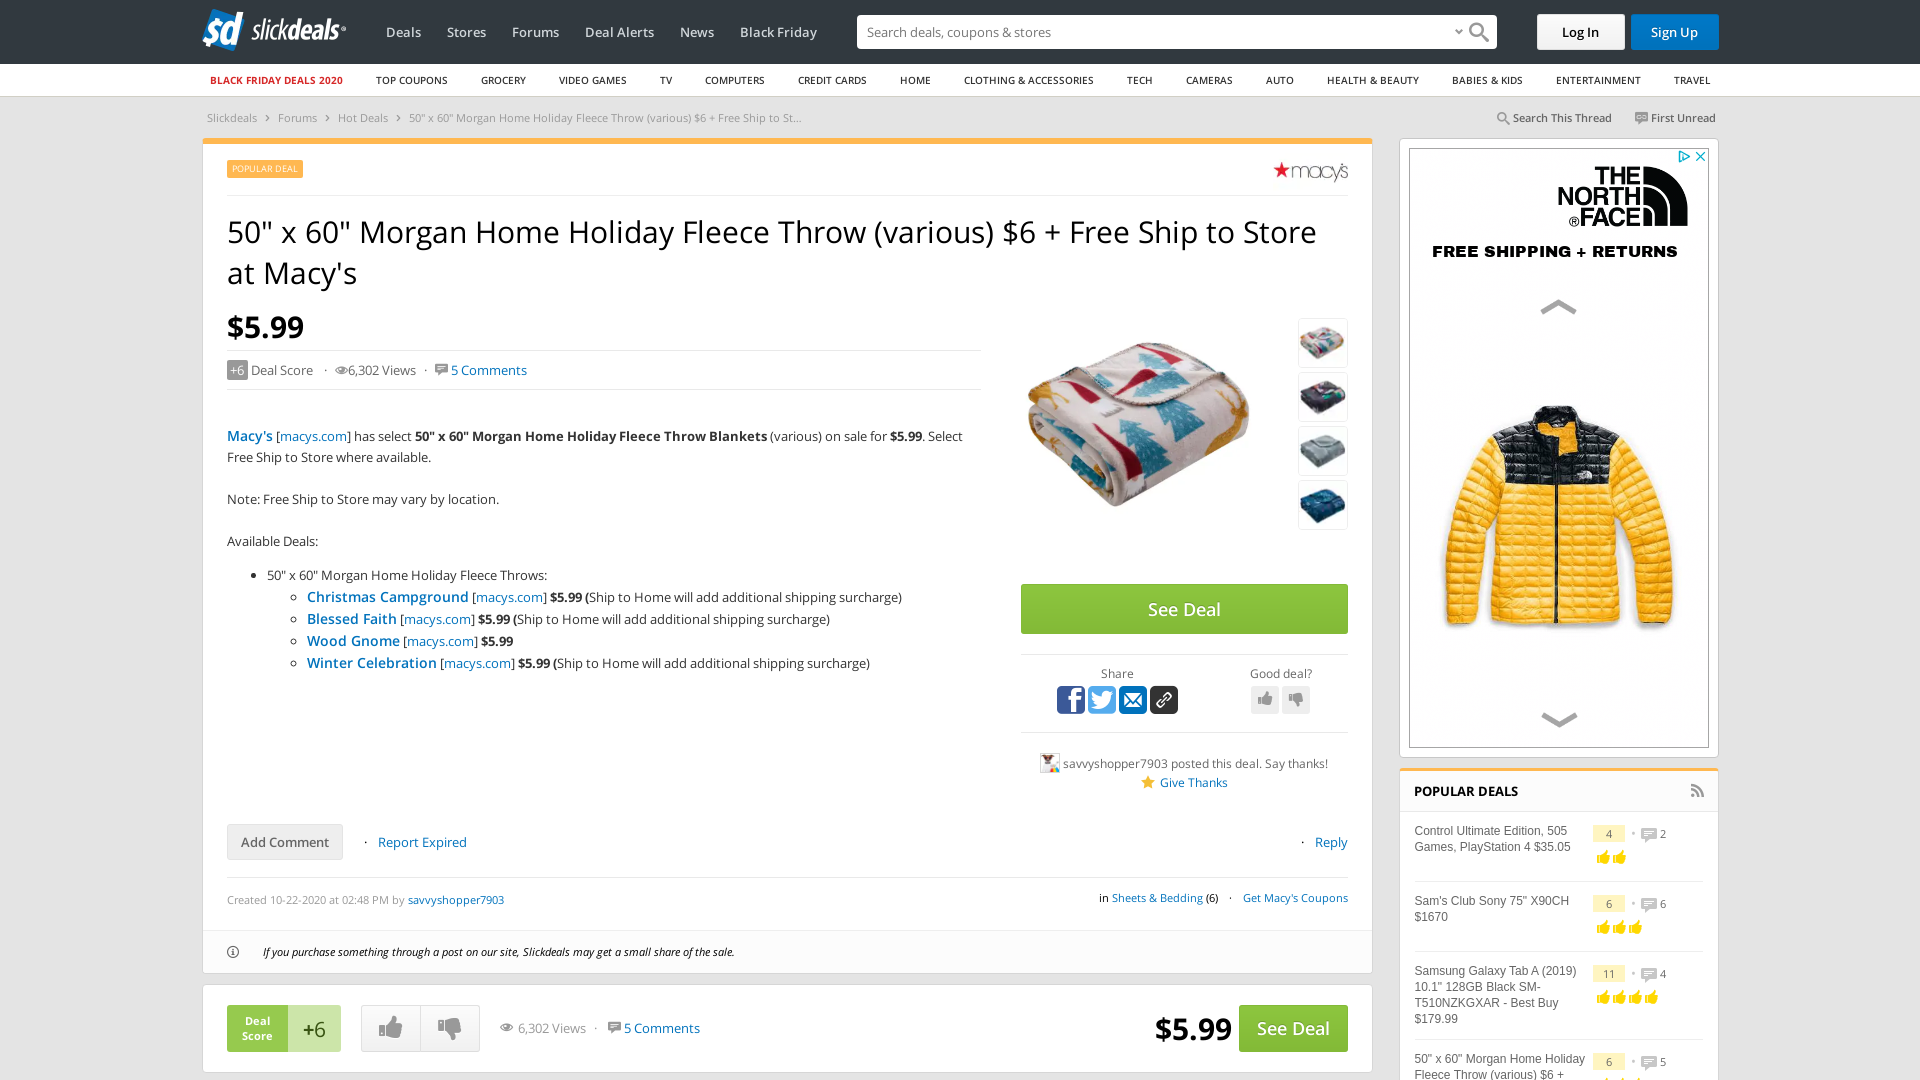 sd slickdeals
Deals Stores Forums Deal Alerts News Black Friday
Search deals, coupons & scores
Log In
Sign Up
BLACK FRIDAY DEALS 2020 TOP COUPONS GROCERY VIDEO GAMES TV COMPUTERS CREDIT CARDS HOME CLOTHING & ACCESSORIES TECH CAMERAS AUTO HEALTH & BEAUTY BABIES & KIDS ENTERTAINMENT TRAVEL
Slickdeals > Forums > Hot Deals > 50" x 60" Morgan Home Holiday Fleece Throw (various) $6 + Free Ship to St...
Search This Thread First Unread
POPULAR DEAL
macy's
50" x 60" Morgan Home Holiday Fleece Throw (various) $6 + Free Ship to Store
at Macy's
$5.99
+6 Deal Score · 6,302 Views · 5 Comments
Macy's [macys.com] has select 50" x 60" Morgan Home Holiday Fleece Throw Blankets (various) on sale for $5.99. Select
Free Ship to Store where available.
Note: Free Ship to Store may vary by location.
Available Deals:
50" x 60" Morgan Home Holiday Fleece Throws:
Christmas Campground [macys.com] $5.99 (Ship to Home will add additional shipping surcharge)
Blessed Faith [macys.com] $5.99 (Ship to Home will add additional shipping surcharge)
Wood Gnome [macys.com] $5.99
Winter Celebration [macys.com] $5.99 (Ship to Home will add additional shipping surcharge)
See Deal
Share
Good deal?
savvyshopper7903 posted this deal. Say thanks!
Give Thanks
Add Comment · Report Expired
· Reply
Created 10-22-2020 at 02:48 PM by savvyshopper7903
in Sheets & Bedding (6) · Get Macy's Coupons
If you purchase something through a post on our site, Slickdeals may get a small share of the sale.
Deal
Score
+6
6,302 Views · 5 Comments
$5.99
See Deal
THE
NORTH
®FACE
FREE SHIPPING + RETURNS
POPULAR DEALS
Control Ultimate Edition, 505
Games, PlayStation 4 $35.05
4 • 2
Sam's Club Sony 75" X90CH
$1670
6 • 6
Samsung Galaxy Tab A (2019)
10.1" 128GB Black SM-
T510NZKGXAR - Best Buy
$179.99
11 • 4
50" x 60" Morgan Home Holiday
Fleece Throw (various) $6 +
6 • 5